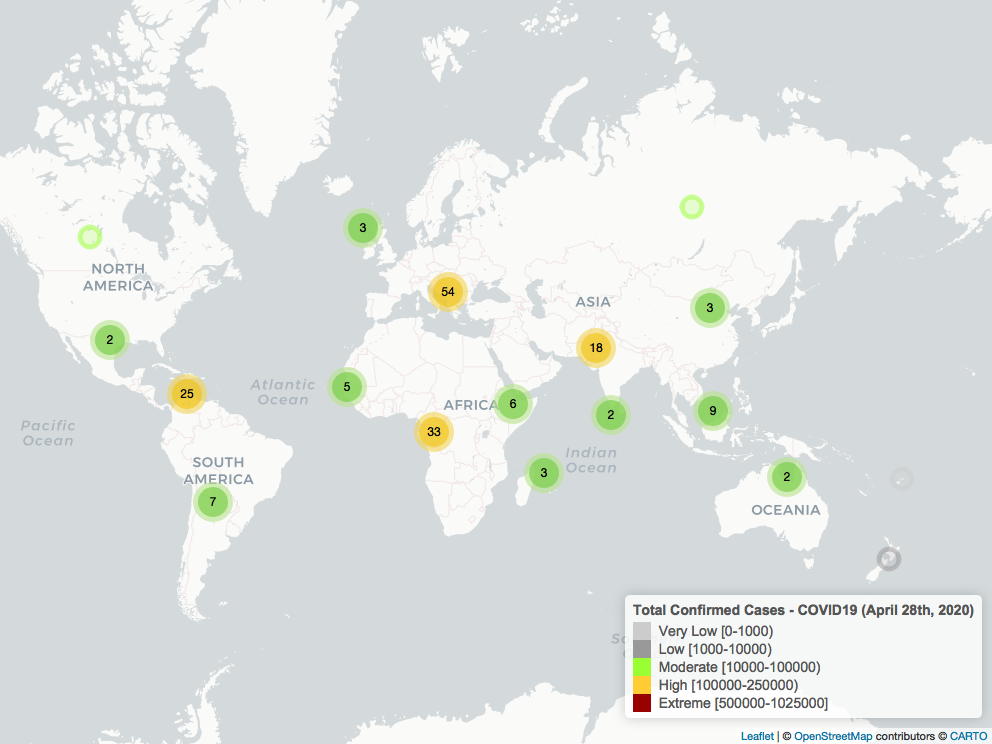 3
54
NORTH
AMERICA
ASIA
3
2
18
25
Atlantic
Ocean
5
AFRICA
6
2
9
Pacific
Ocean
33
Indian
Ocean
SOUTH
AMERICA
3
2
7
OCEANIA
Total Confirmed Cases - COVID19 (April 28th, 2020)
Very Low [0-1000)
Low [1000-10000)
Moderate [10000-100000)
High [100000-250000)
Extreme [500000-1025000]
Leaflet | © OpenStreetMap contributors © CARTO